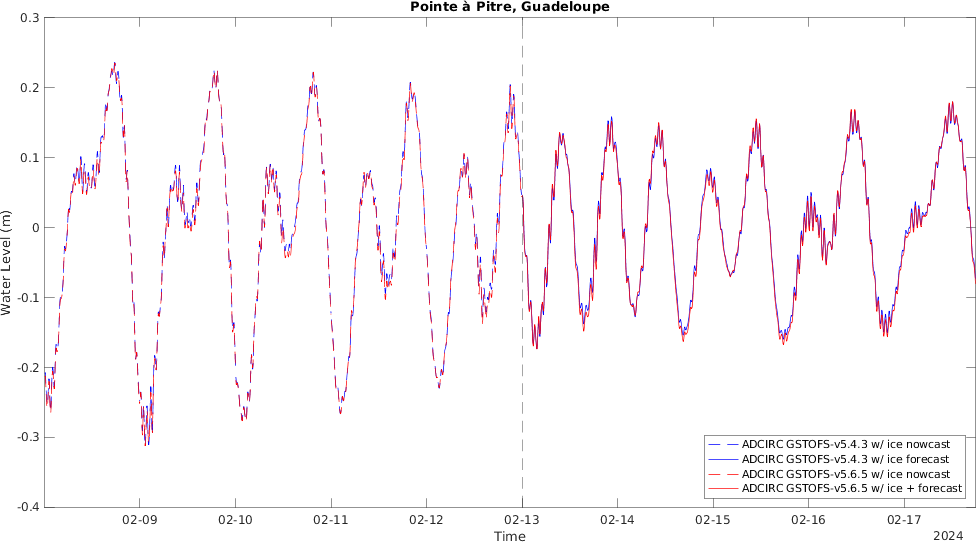 Pointe à Pitre, Guadeloupe
0.3
0.2
0.1
0
-0.1
-0.2
-0.3
-0.4
Water Level (m)
ADCIRC GSTOFS-v5.4.3 w/ ice nowcast
ADCIRC GSTOFS-v5.4.3 w/ ice forecast
ADCIRC GSTOFS-v5.6.5 w/ ice nowcast
ADCIRC GSTOFS-v5.6.5 w/ ice + forecast
02-09 02-10 02-11 02-12 02-13 02-14 02-15 02-16 02-17
Time
2024